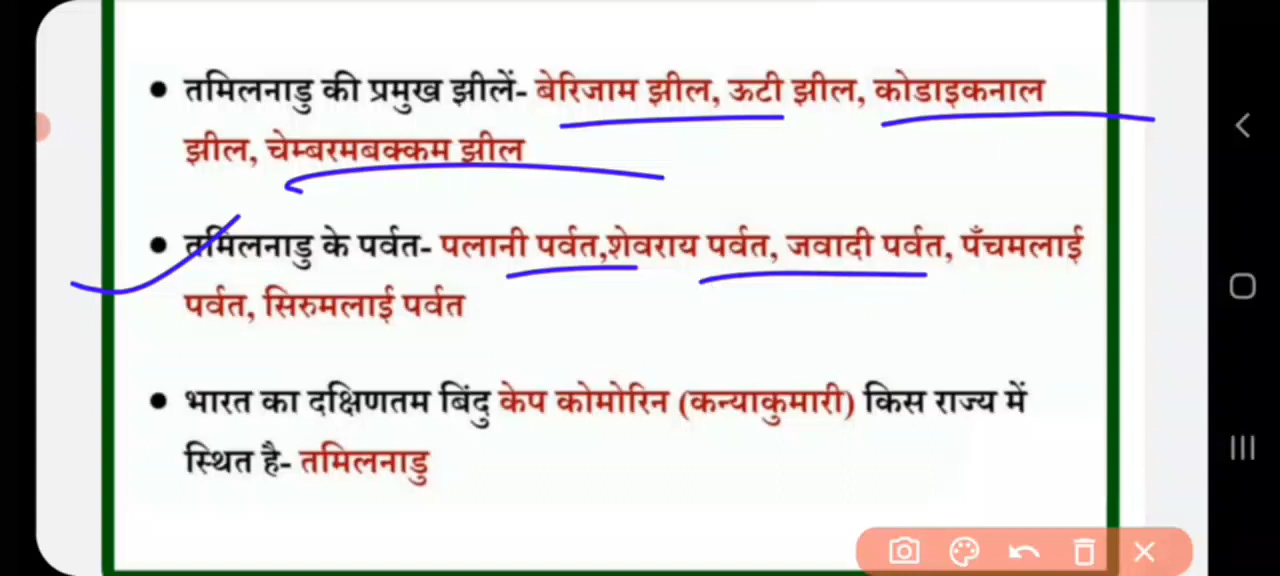 • तमिलनाडु की प्रमुख झीलें- बेरिजाम झील, ऊटी झील, कोडाइकनाल
झील, चेम्बरमबक्कम झील
• तमिलनाडु के पर्वत- पलानी पर्वत,शेवराय पर्वत, जवादी पर्वत, पँचमलाई
पर्वत, सिरुमलाई पर्वत
• भारत का दक्षिणतम बिंदु केप कोमोरिन (कन्याकुमारी) किस राज्य में
स्थित है- तमिलनाडु